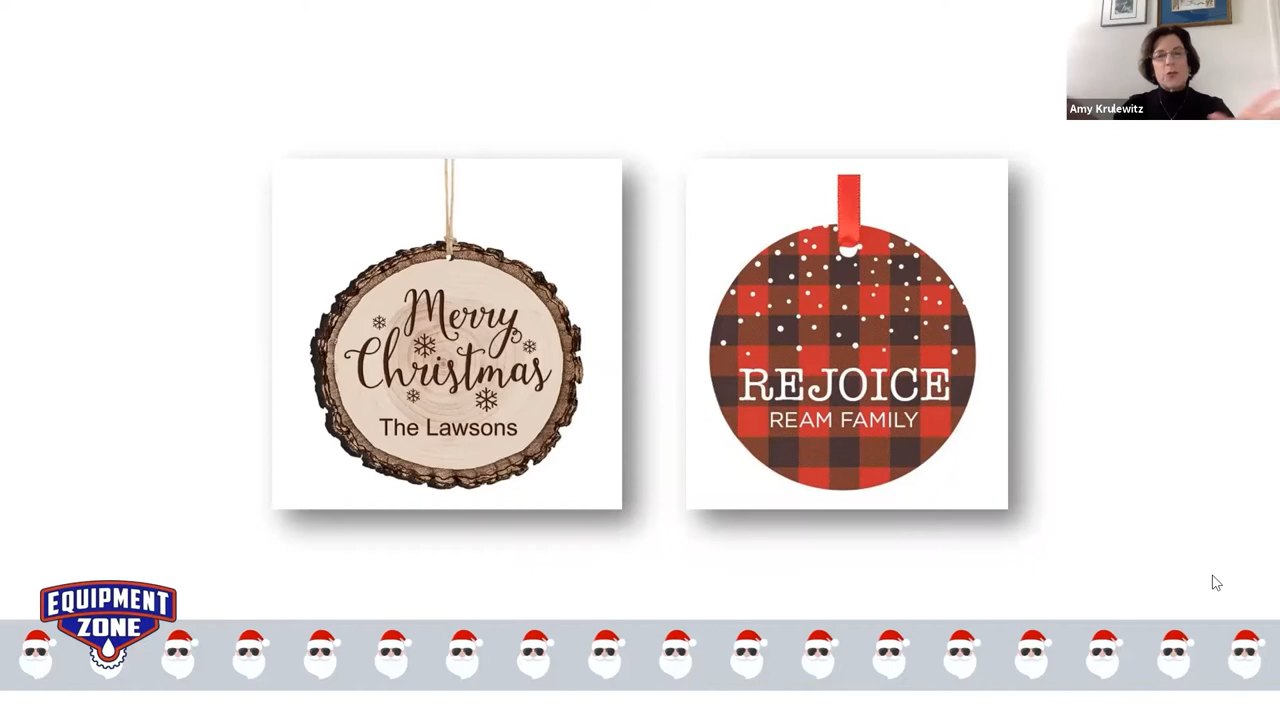 Amy Krulewitz
Merry
Christmas
The Lawsons
REJOICE
REAM FAMILY
EQUIPMENT
ZONE